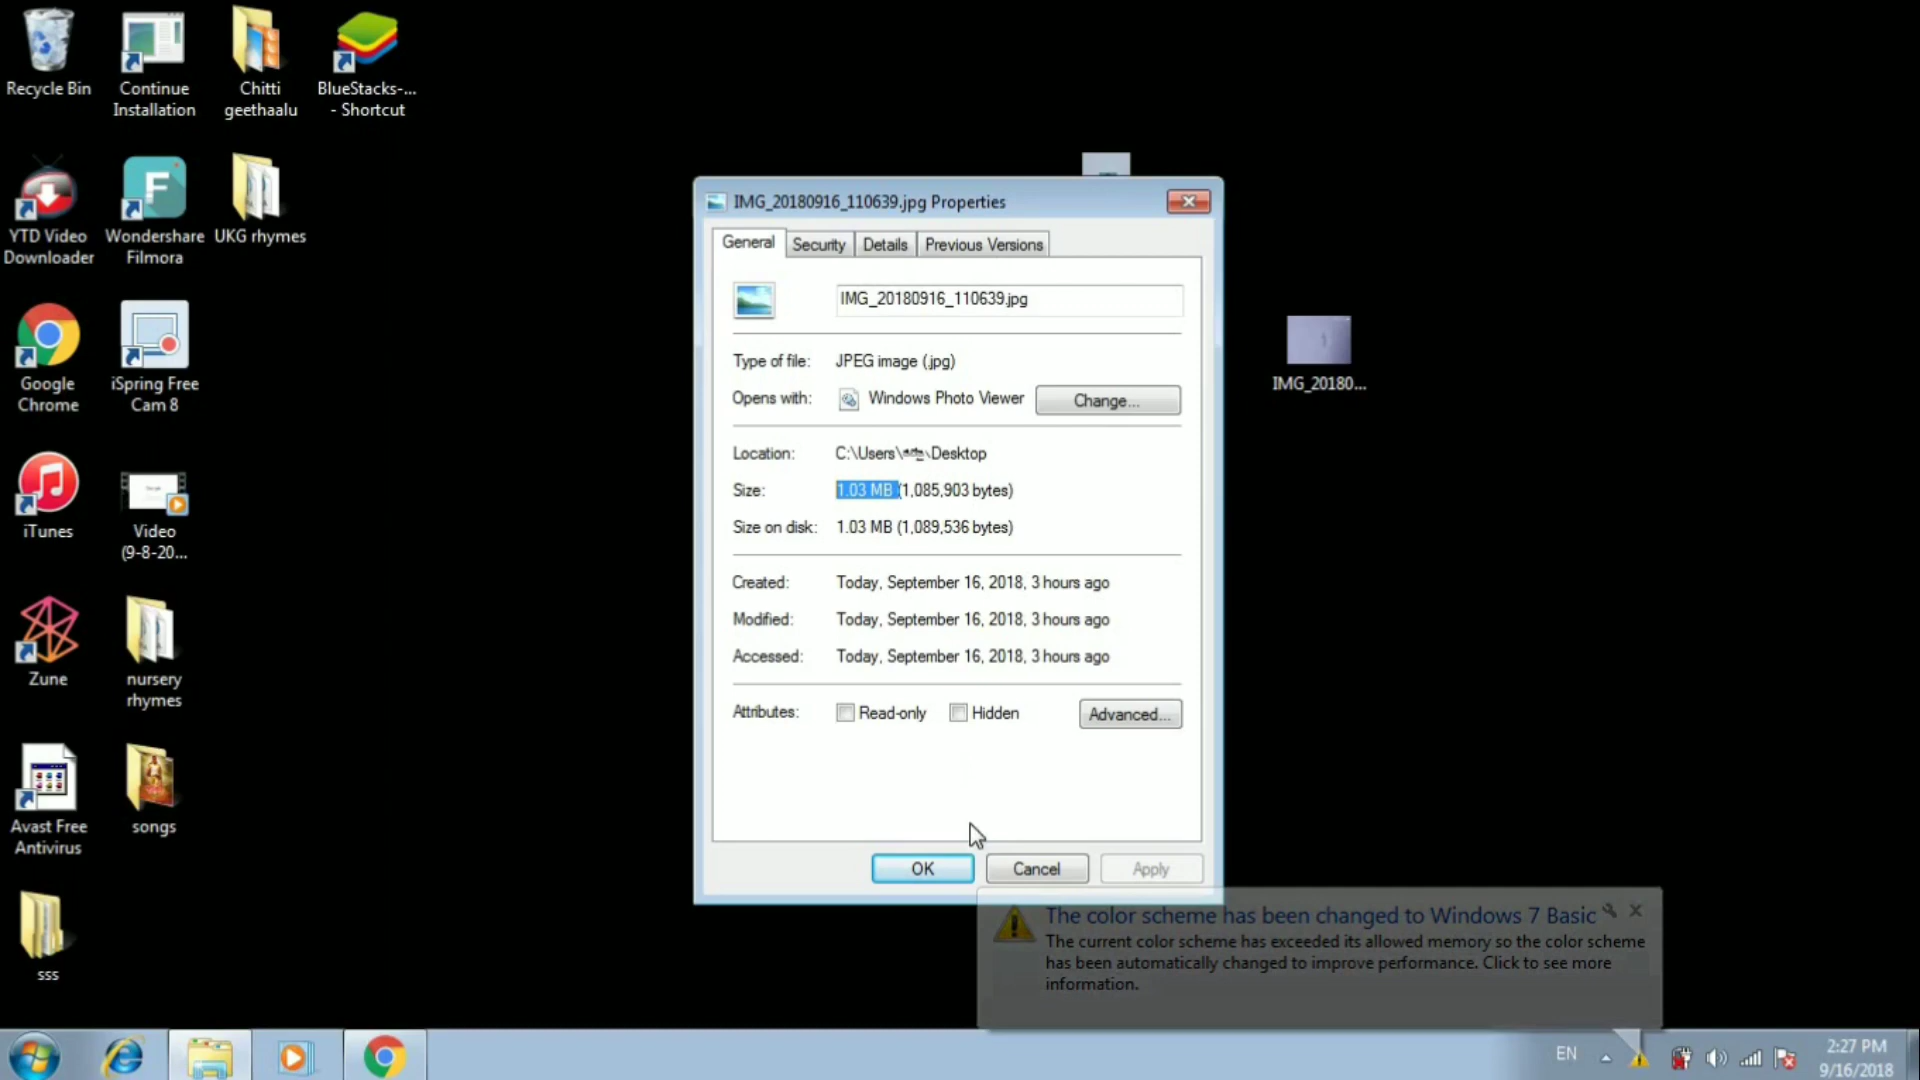 Recycle Bin
Continue
Installation
Chitti
geethaalu
BlueStacks-...
- Shortcut
YTD Video
Downloader
Wondershare
Filmora
UKG rhymes
Google
Chrome
iSpring Free
Cam 8
iTunes
Video
(9-8-20...
Zune
nursery
rhymes
Avast Free
Antivirus
songs
sss
IMG_20180...
IMG_20180916_110639.jpg Properties
General
Security
Details
Previous Versions
IMG_20180916_110639.jpg
Type of file: JPEG image (.jpg)
Opens with: Windows Photo Viewer Change...
Location: C:\Users\ \Desktop
Size: 1.03 MB (1,085,903 bytes)
Size on disk: 1.03 MB (1,089,536 bytes)
Created: Today, September 16, 2018, 3 hours ago
Modified: Today, September 16, 2018, 3 hours ago
Accessed: Today, September 16, 2018, 3 hours ago
Attributes: Read-only Hidden Advanced...
OK Cancel Apply
The color scheme has been changed to Windows 7 Basic
The current color scheme has exceeded its allowed memory so the color scheme
has been automatically changed to improve performance. Click to see more
information.
EN
2:27 PM
9/16/2018